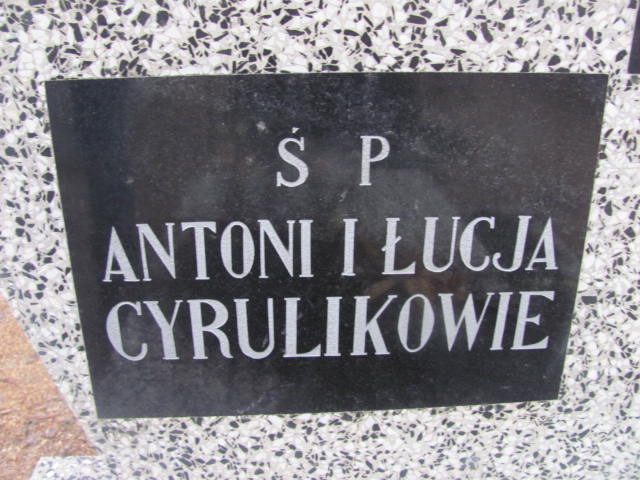 Ś P
ANTONI I ŁUCJA
CYRULIKOWIE